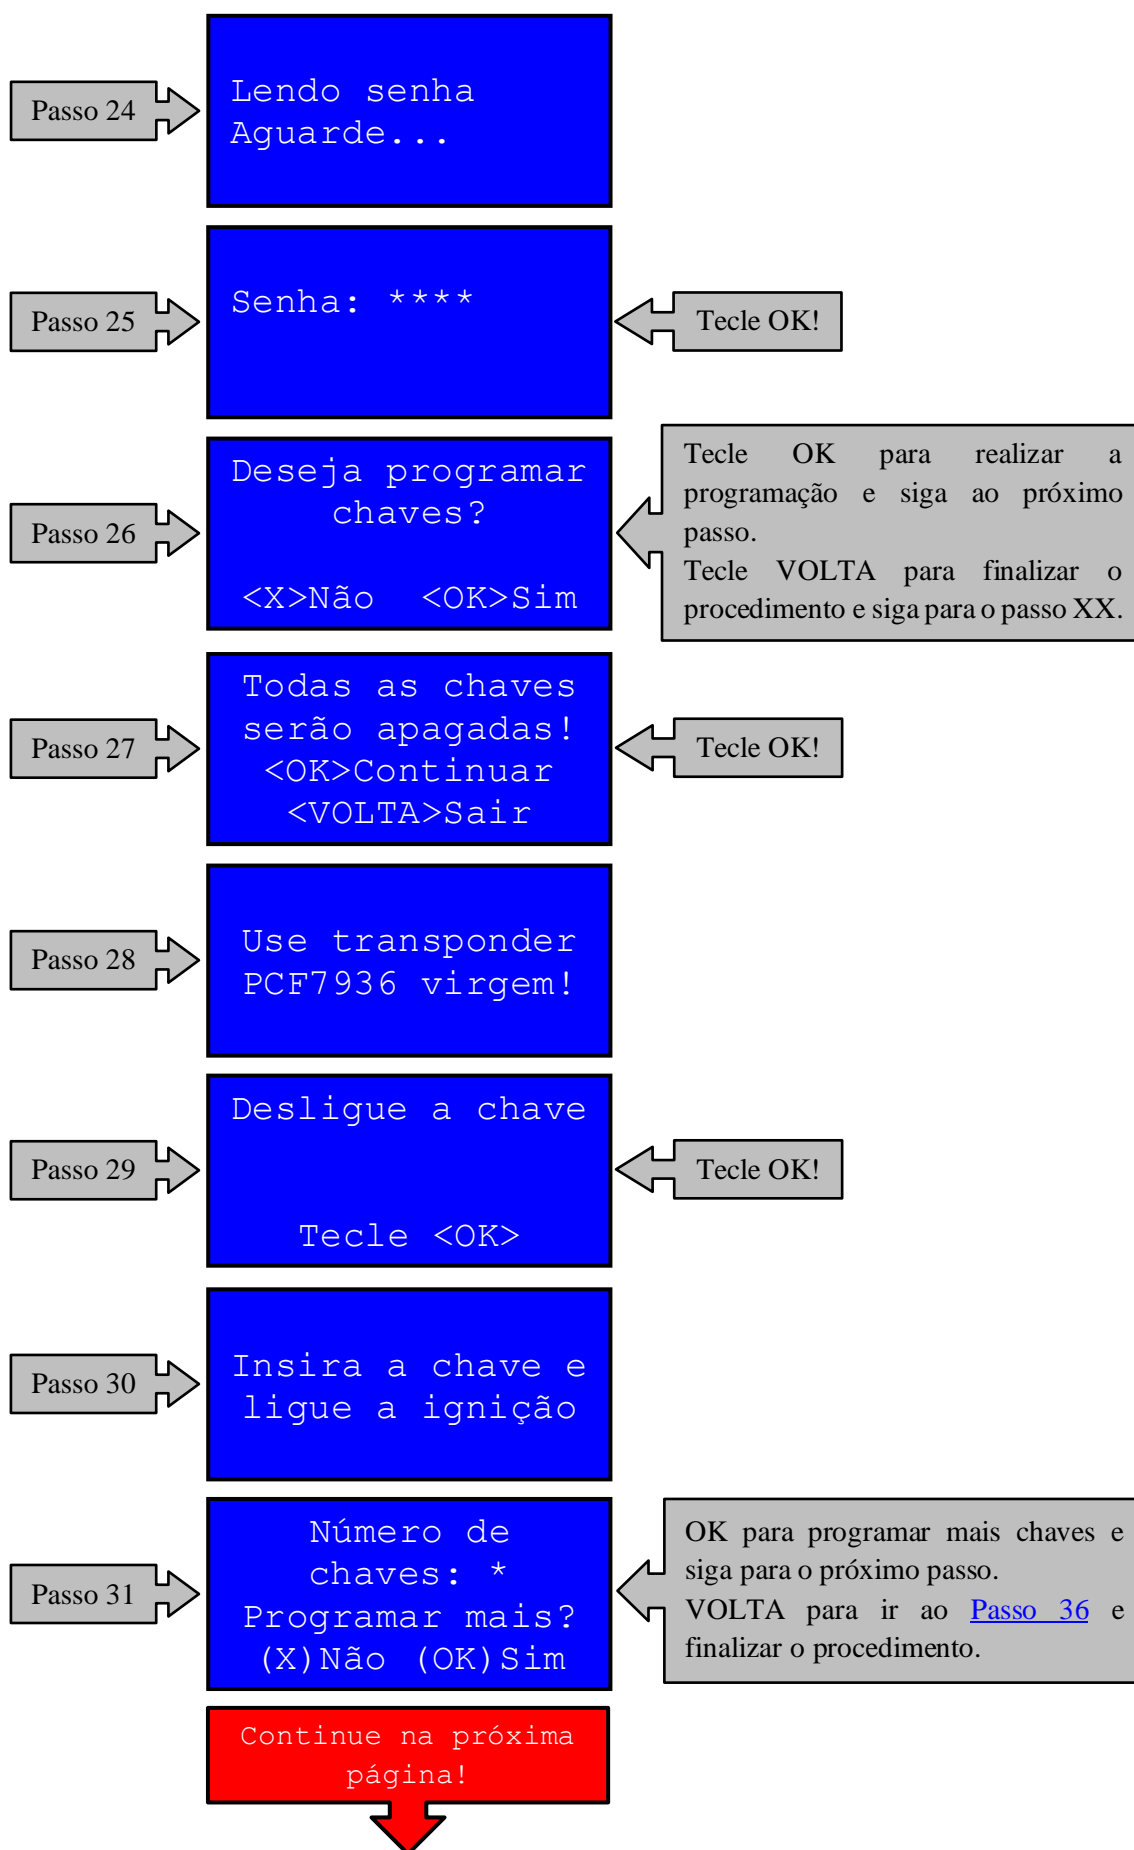 Passo 24
Lendo senha
Aguarde...
Passo 25
Senha: ****
Tecle OK!
Passo 26
Deseja programar
chaves?
<X>Não <OK>Sim
Tecle OK para realizar a
programação e siga ao próximo
passo.
Tecle VOLTA para finalizar o
procedimento e siga para o passo XX.
Passo 27
Todas as chaves
serão apagadas!
<OK>Continuar
<VOLTA>Sair
Tecle OK!
Passo 28
Use transponder
PCF7936 virgem!
Passo 29
Desligue a chave
Tecle <OK>
Tecle OK!
Passo 30
Insira a chave e
ligue a ignição
Passo 31
Número de
chaves: *
Programar mais?
(X)Não (OK)Sim
OK para programar mais chaves e
siga para o próximo passo.
VOLTA para ir ao Passo 36 e
finalizar o procedimento.
Continue na próxima
página!